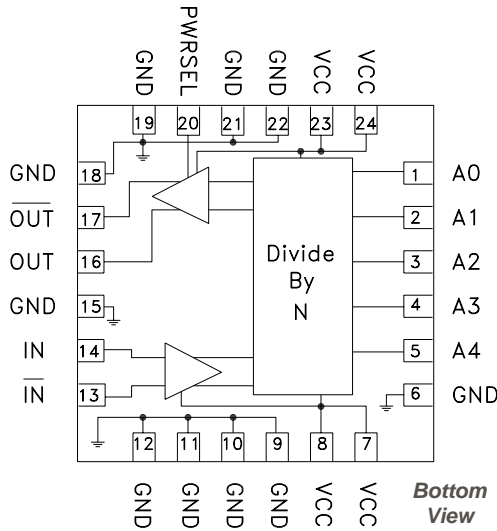 GND PWRSEL GND GND VCC VCC
19 20 21 22 23 24
GND 18 1 A0
OUT 17 2 A1
OUT 16 3 A2
Divide
By
N
GND 15 4 A3
IN 14 5 A4
IN 13 6 GND
12 11 10 9 8 7
GND GND GND GND VCC VCC
Bottom
View